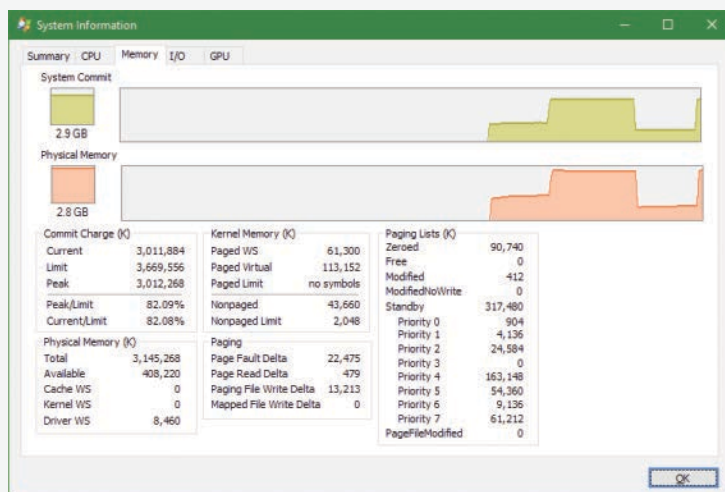 System Information
Summary CPU Memory I/O GPU
System Commit
2.9 GB
Physical Memory
2.8 GB
Commit Charge (K)
Current 3,011,884
Limit 3,669,556
Peak 3,012,268
Peak/Limit 82.09%
Current/Limit 82.08%
Physical Memory (K)
Total 3,145,268
Available 408,220
Cache WS 0
Kernel WS 0
Driver WS 8,460
Kernel Memory (K)
Paged WS 61,300
Paged Virtual 113,152
Paged Limit no symbols
Nonpaged 43,660
Nonpaged Limit 2,048
Paging
Page Fault Delta 22,475
Page Read Delta 479
Paging File Write Delta 13,213
Mapped File Write Delta 0
Paging Lists (K)
Zeroed 90,740
Free 0
Modified 412
ModifiedNoWrite 0
Standby 317,480
Priority 0 904
Priority 1 4,136
Priority 2 24,584
Priority 3 0
Priority 4 163,148
Priority 5 54,360
Priority 6 9,136
Priority 7 61,212
PageFileModified 0
OK